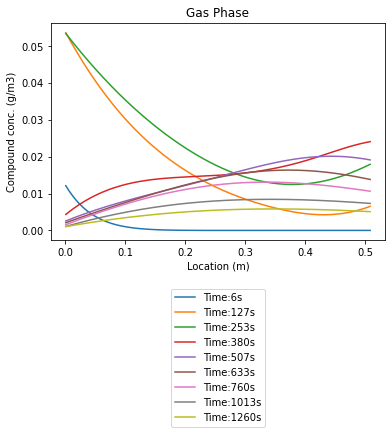 Gas Phase
Compound conc. (g/m3)
0.05
0.04
0.03
0.02
0.01
0.00
0.0 0.1 0.2 0.3 0.4 0.5
Location (m)
Time:6s
Time:127s
Time:253s
Time:380s
Time:507s
Time:633s
Time:760s
Time:1013s
Time:1260s